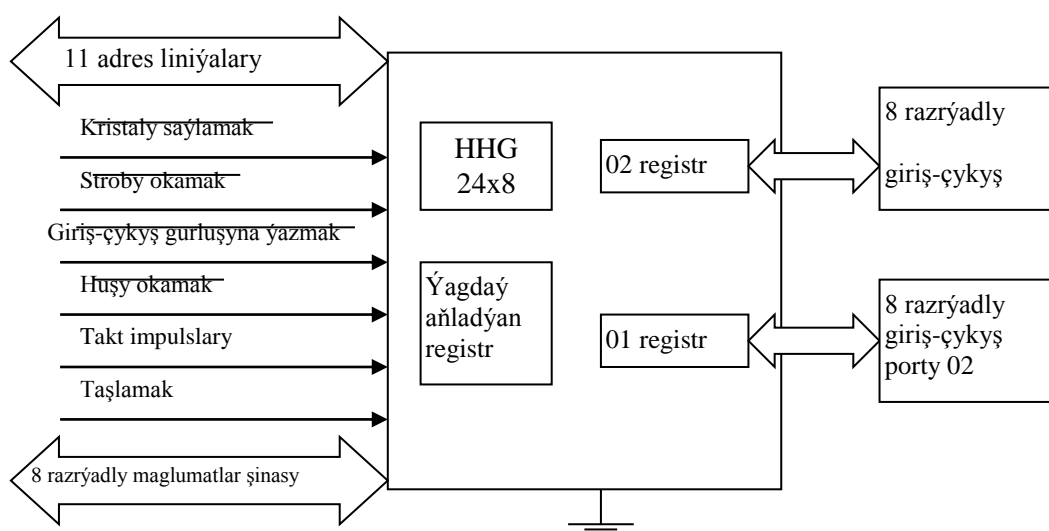 11 adres liniýalary
Kristaly saýlamak
Stroby okamak
Giriş-çykyş gurluşyna ýazmak
Huşy okamak
Takt impulslary
Taşlamak
8 razrýadly maglumatlar şinasy
HHG
24x8
Ýagdaý
aňladýan
registr
02 registr
01 registr
8 razrýadly
giriş-çykyş
8 razrýadly
giriş-çykyş
porty 02